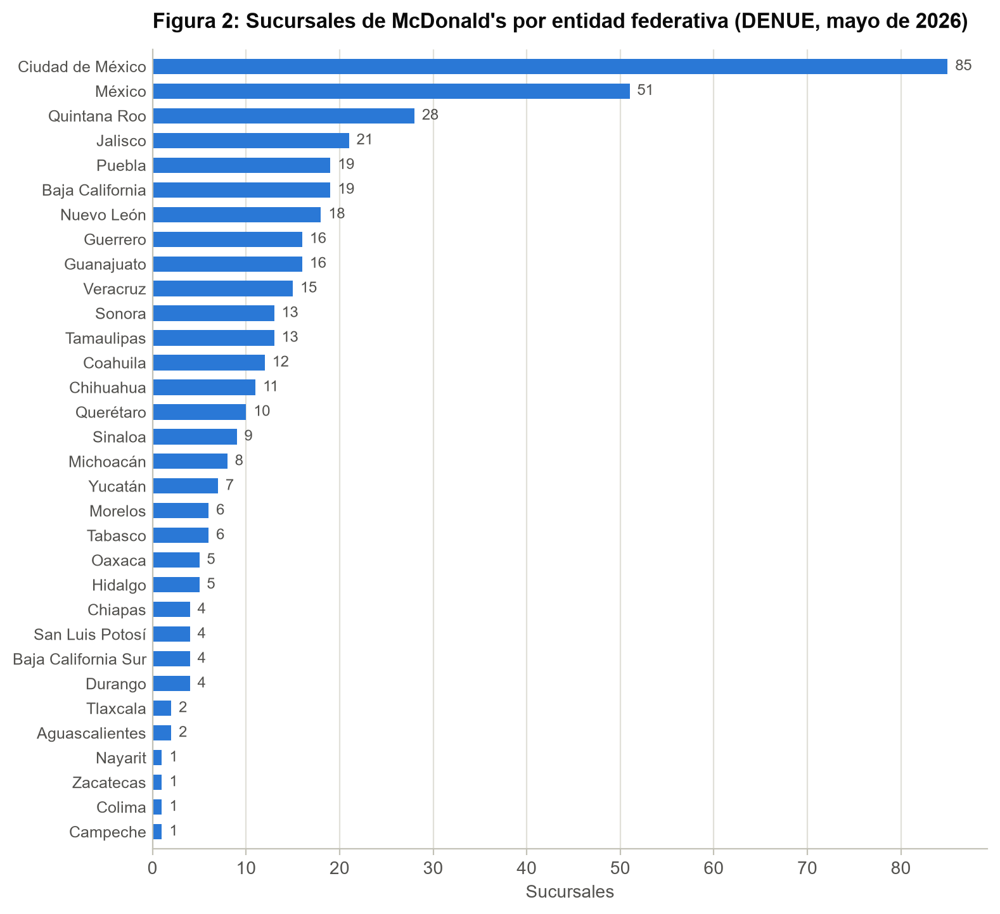 Figura 2: Sucursales de McDonald's por entidad federativa (DENUE, mayo de 2026)
Ciudad de México 85
México 51
Quintana Roo 28
Jalisco 21
Puebla 19
Baja California 19
Nuevo León 18
Guerrero 16
Guanajuato 16
Veracruz 15
Sonora 13
Tamaulipas 13
Coahuila 12
Chihuahua 11
Querétaro 10
Sinaloa 9
Michoacán 8
Yucatán 7
Morelos 6
Tabasco 6
Oaxaca 5
Hidalgo 5
Chiapas 4
San Luis Potosí 4
Baja California Sur 4
Durango 4
Tlaxcala 2
Aguascalientes 2
Nayarit 1
Zacatecas 1
Colima 1
Campeche 1
0 10 20 30 40 50 60 70 80
Sucursales